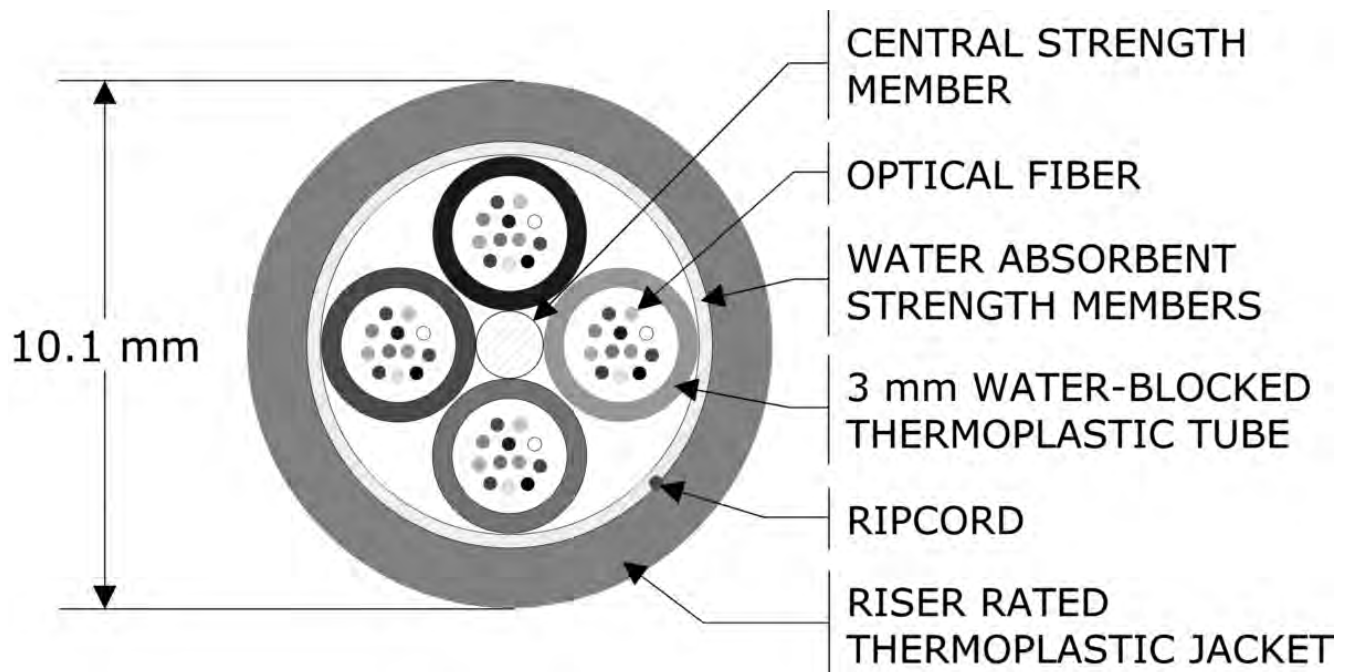 CENTRAL STRENGTH
MEMBER
OPTICAL FIBER
WATER ABSORBENT
STRENGTH MEMBERS
10.1 mm
3 mm WATER-BLOCKED
THERMOPLASTIC TUBE
RIPCORD
RISER RATED
THERMOPLASTIC JACKET